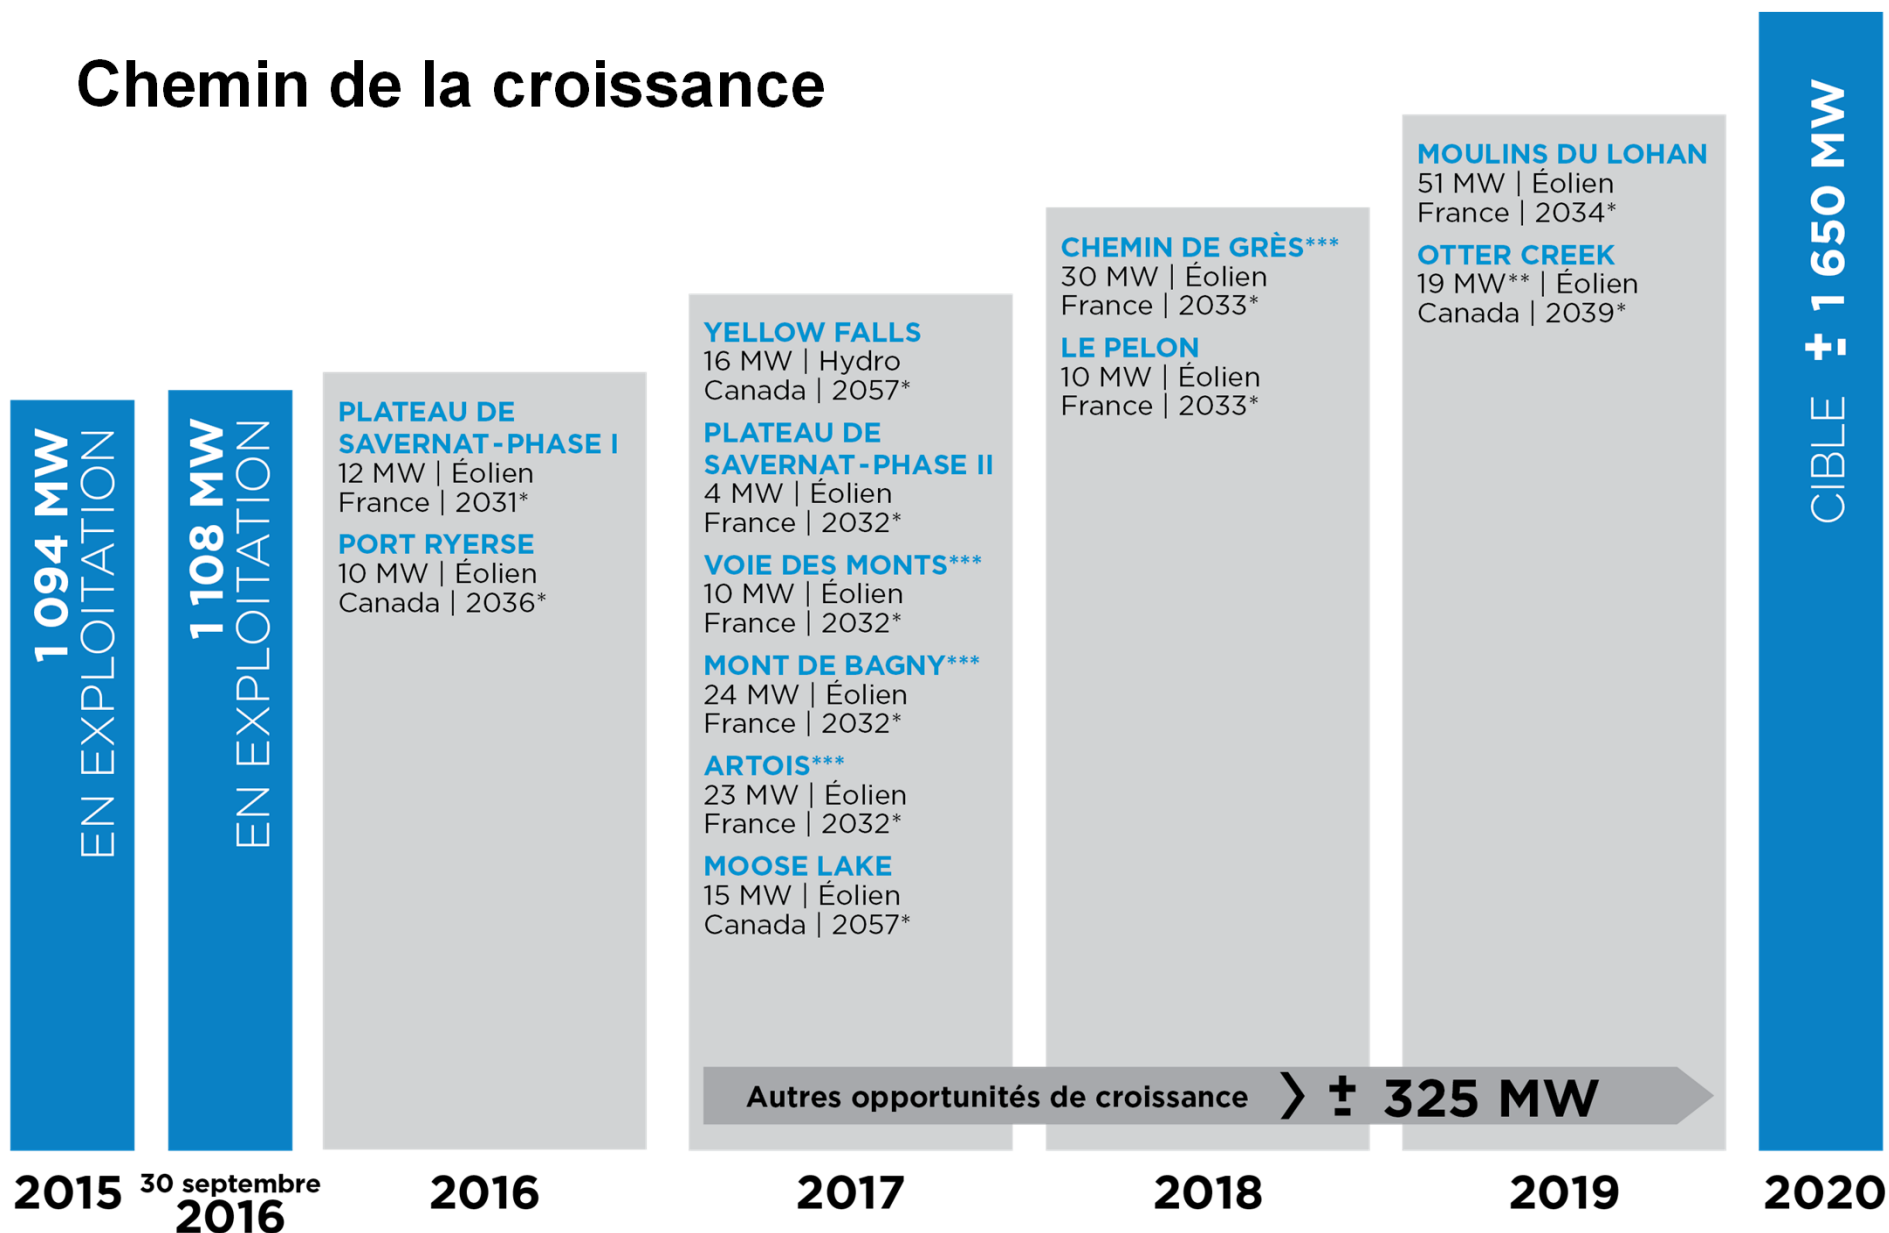 Chemin de la croissance
1 094 MW
EN EXPLOITATION
1 108 MW
EN EXPLOITATION
PLATEAU DE
SAVERNAT-PHASE I
12 MW | Éolien
France | 2031*
PORT RYERSE
10 MW | Éolien
Canada | 2036*
YELLOW FALLS
16 MW | Hydro
Canada | 2057*
PLATEAU DE
SAVERNAT-PHASE II
4 MW | Éolien
France | 2032*
VOIE DES MONTS***
10 MW | Éolien
France | 2032*
MONT DE BAGNY***
24 MW | Éolien
France | 2032*
ARTOIS***
23 MW | Éolien
France | 2032*
MOOSE LAKE
15 MW | Éolien
Canada | 2057*
CHEMIN DE GRÈS***
30 MW | Éolien
France | 2033*
LE PELON
10 MW | Éolien
France | 2033*
MOULINS DU LOHAN
51 MW | Éolien
France | 2034*
OTTER CREEK
19 MW** | Éolien
Canada | 2039*
CIBLE ± 1 650 MW
Autres opportunités de croissance > ± 325 MW
2015
30 septembre
2016
2016
2017
2018
2019
2020